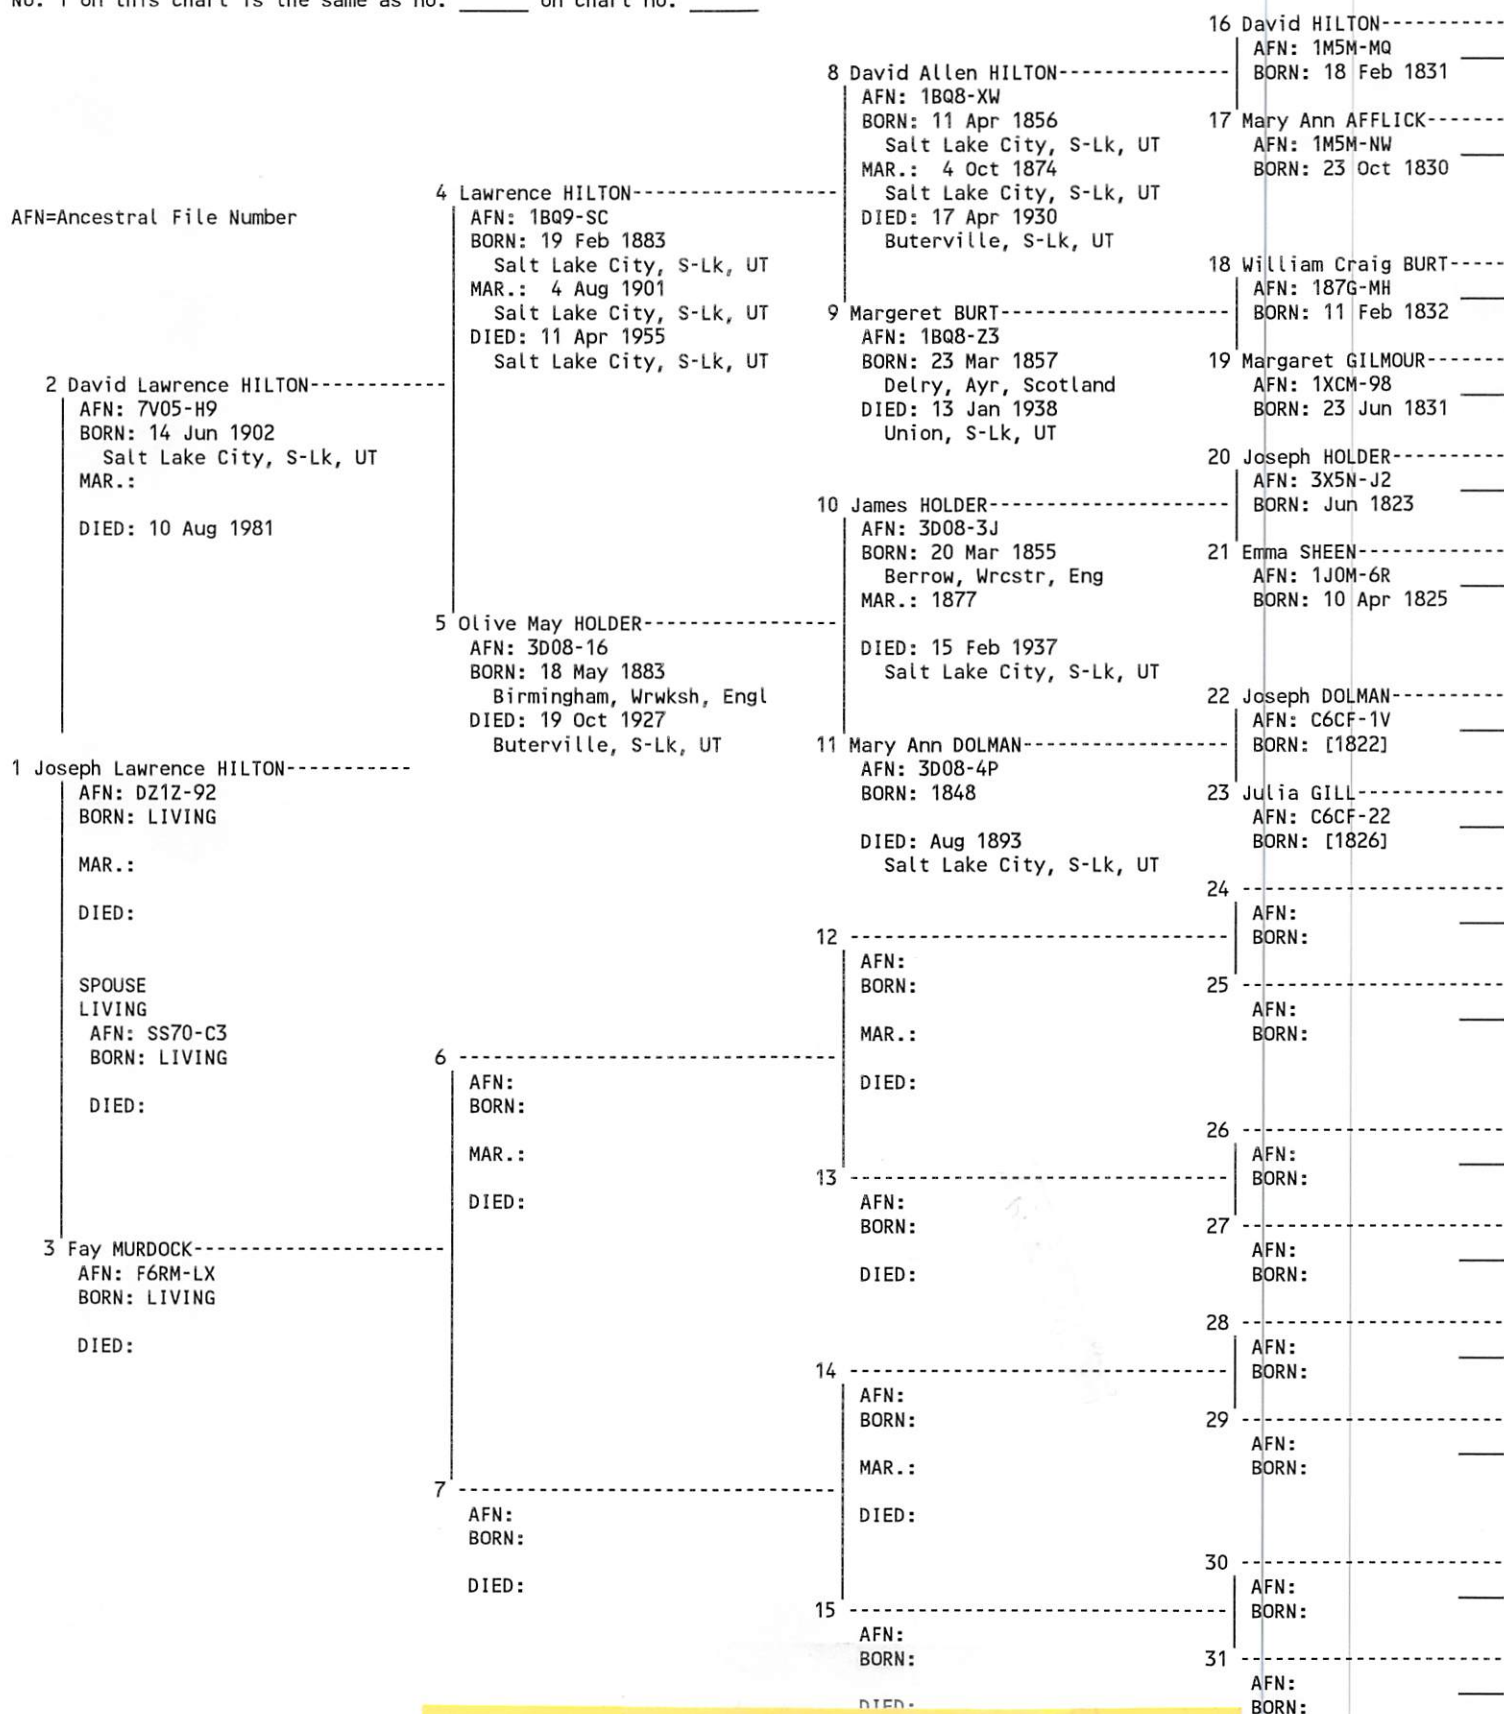 No. 1 on this chart is the same as no. ______ on chart no. ______
AFN=Ancestral File Number
2 David Lawrence HILTON------------
AFN: 7V05-H9
BORN: 14 Jun 1902
Salt Lake City, S-Lk, UT
MAR.:
DIED: 10 Aug 1981
1 Joseph Lawrence HILTON-----------
AFN: DZ1Z-92
BORN: LIVING
MAR.:
DIED:
SPOUSE
LIVING
AFN: SS70-C3
BORN: LIVING
DIED:
3 Fay MURDOCK----------------------
AFN: F6RM-LX
BORN: LIVING
DIED:
4 Lawrence HILTON------------------
AFN: 1BQ9-SC
BORN: 19 Feb 1883
Salt Lake City, S-Lk, UT
MAR.: 4 Aug 1901
Salt Lake City, S-Lk, UT
DIED: 11 Apr 1955
Salt Lake City, S-Lk, UT
5 Olive May HOLDER-----------------
AFN: 3D08-16
BORN: 18 May 1883
Birmingham, Wrwksh, Engl
DIED: 19 Oct 1927
Buterville, S-Lk, UT
6 ---------------------------------
AFN:
BORN:
MAR.:
DIED:
7 ---------------------------------
AFN:
BORN:
DIED:
8 David Allen HILTON---------------
AFN: 1BQ8-XW
BORN: 11 Apr 1856
Salt Lake City, S-Lk, UT
MAR.: 4 Oct 1874
Salt Lake City, S-Lk, UT
DIED: 17 Apr 1930
Buterville, S-Lk, UT
9 Margeret BURT--------------------
AFN: 1BQ8-Z3
BORN: 23 Mar 1857
Delry, Ayr, Scotland
DIED: 13 Jan 1938
Union, S-Lk, UT
10 James HOLDER---------------------
AFN: 3D08-3J
BORN: 20 Mar 1855
Berrow, Wrcstr, Eng
MAR.: 1877
DIED: 15 Feb 1937
Salt Lake City, S-Lk, UT
11 Mary Ann DOLMAN------------------
AFN: 3D08-4P
BORN: 1848
DIED: Aug 1893
Salt Lake City, S-Lk, UT
12 ---------------------------------
AFN:
BORN:
MAR.:
DIED:
13 ---------------------------------
AFN:
BORN:
DIED:
14 ---------------------------------
AFN:
BORN:
MAR.:
DIED:
15 ---------------------------------
AFN:
BORN:
DIED:
16 David HILTON-----------
AFN: 1M5M-MQ
BORN: 18 Feb 1831
17 Mary Ann AFFLICK-------
AFN: 1M5M-NW
BORN: 23 Oct 1830
18 William Craig BURT-----
AFN: 187G-MH
BORN: 11 Feb 1832
19 Margaret GILMOUR-------
AFN: 1XCM-98
BORN: 23 Jun 1831
20 Joseph HOLDER----------
AFN: 3X5N-J2
BORN: Jun 1823
21 Emma SHEEN-------------
AFN: 1J0M-6R
BORN: 10 Apr 1825
22 Joseph DOLMAN----------
AFN: C6CF-1V
BORN: [1822]
23 Julia GILL-------------
AFN: C6CF-22
BORN: [1826]
24 -----------------------
AFN:
BORN:
25 -----------------------
AFN:
BORN:
26 -----------------------
AFN:
BORN:
27 -----------------------
AFN:
BORN:
28 -----------------------
AFN:
BORN:
29 -----------------------
AFN:
BORN:
30 -----------------------
AFN:
BORN:
31 -----------------------
AFN:
BORN: